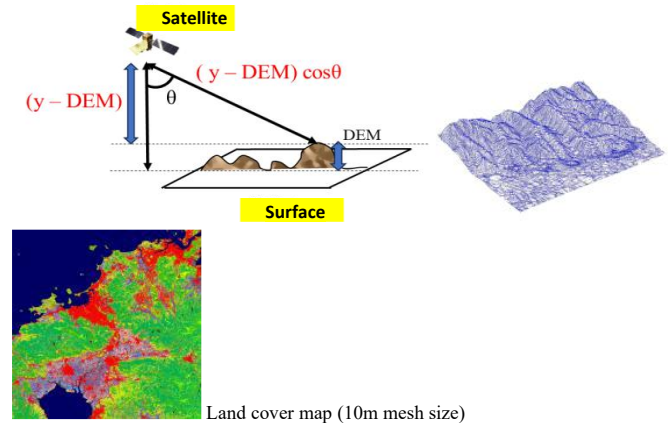 Satellite
( y – DEM) cosθ
(y – DEM)
θ
DEM
Surface
Land cover map (10m mesh size)